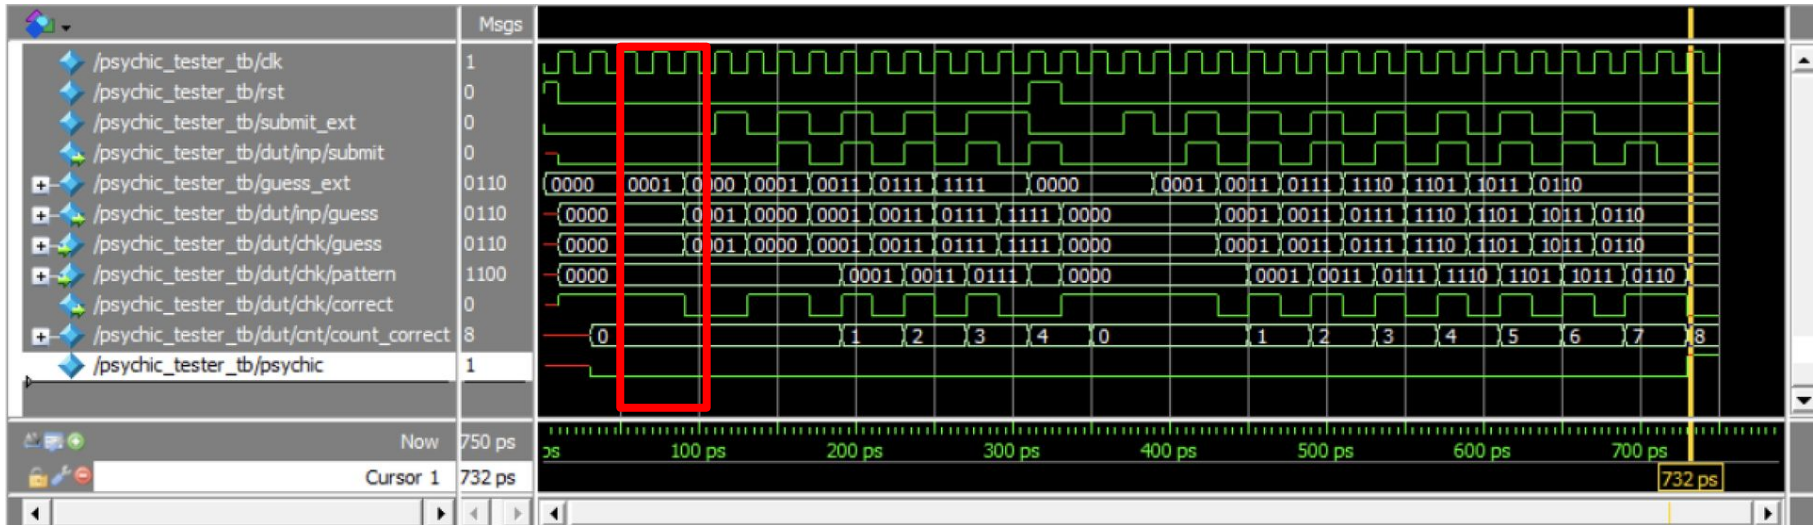 Msgs
/psychic_tester_tb/clk 1
/psychic_tester_tb/rst 0
/psychic_tester_tb/submit_ext 0
/psychic_tester_tb/dut/inp/submit 0
/psychic_tester_tb/guess_ext 0110 0000 0001 0000 0001 0011 0111 1111 0000 0001 0011 0111 1110 1101 1011 0110
/psychic_tester_tb/dut/inp/guess 0110 0000 0001 0000 0001 0011 0111 1111 0000 0001 0011 0111 1110 1101 1011 0110
/psychic_tester_tb/dut/chk/guess 0110 0000 0001 0000 0001 0011 0111 1111 0000 0001 0011 0111 1110 1101 1011 0110
/psychic_tester_tb/dut/chk/pattern 1100 0000 0001 0011 0111 0000 0001 0011 0111 1110 1101 1011 0110
/psychic_tester_tb/dut/chk/correct 0
/psychic_tester_tb/dut/cnt/count_correct 8 0 1 2 3 4 0 1 2 3 4 5 6 7 8
/psychic_tester_tb/psychic 1
Now 750 ps ps 100 ps 200 ps 300 ps 400 ps 500 ps 600 ps 700 ps
Cursor 1 732 ps 732 ps